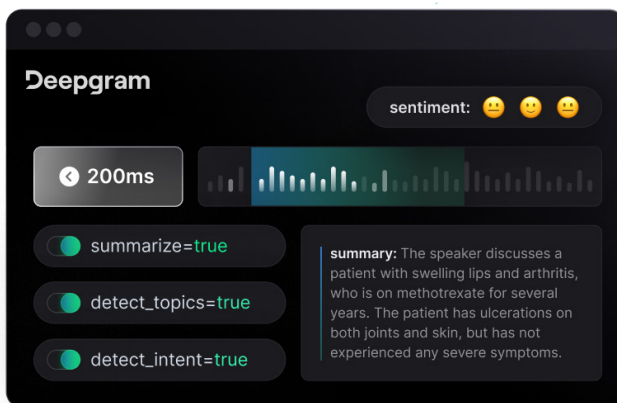 Deepgram
sentiment: 😐 🙂 😐
200ms
summarize=true
detect_topics=true
detect_intent=true
summary: The speaker discusses a
patient with swelling lips and arthritis,
who is on methotrexate for several
years. The patient has ulcerations on
both joints and skin, but has not
experienced any severe symptoms.